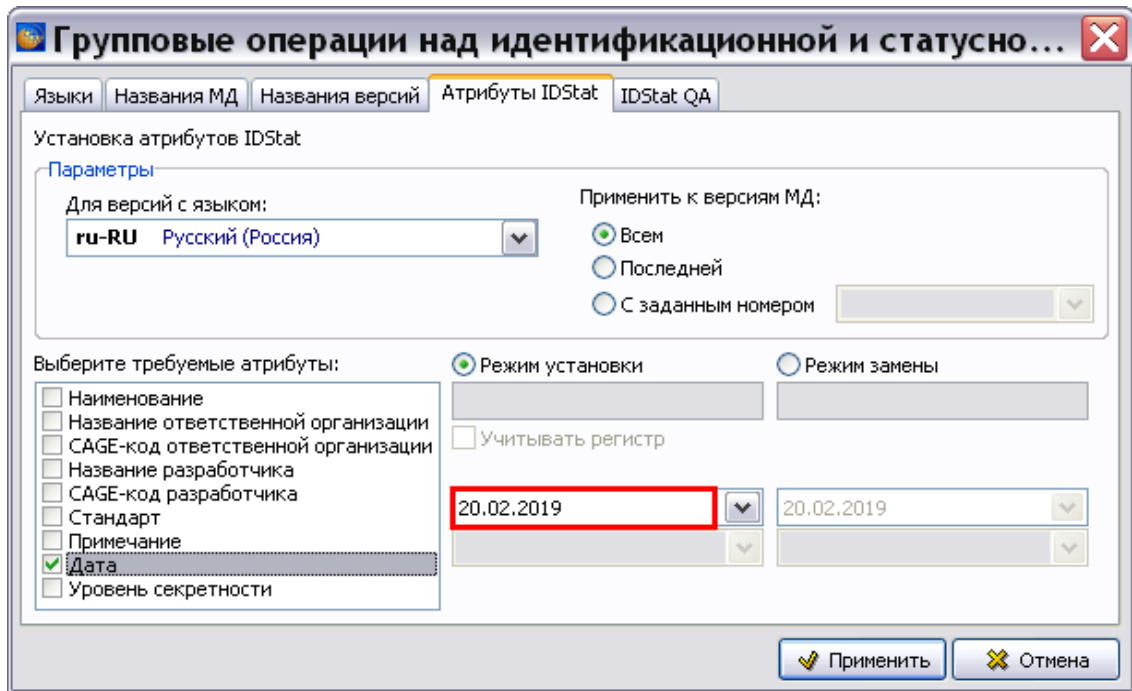 Групповые операции над идентификационной и статусно...
Языки Названия МД Названия версий Атрибуты IDStat IDStat QA
Установка атрибутов IDStat
Параметры
Для версий с языком:
ru-RU Русский (Россия)
Применить к версиям МД:
Всем
Последней
С заданным номером
Выберите требуемые атрибуты:
Наименование
Название ответственной организации
CAGE-код ответственной организации
Название разработчика
CAGE-код разработчика
Стандарт
Примечание
Дата
Уровень секретности
Режим установки
Учитывать регистр
20.02.2019
Режим замены
20.02.2019
Применить Отмена